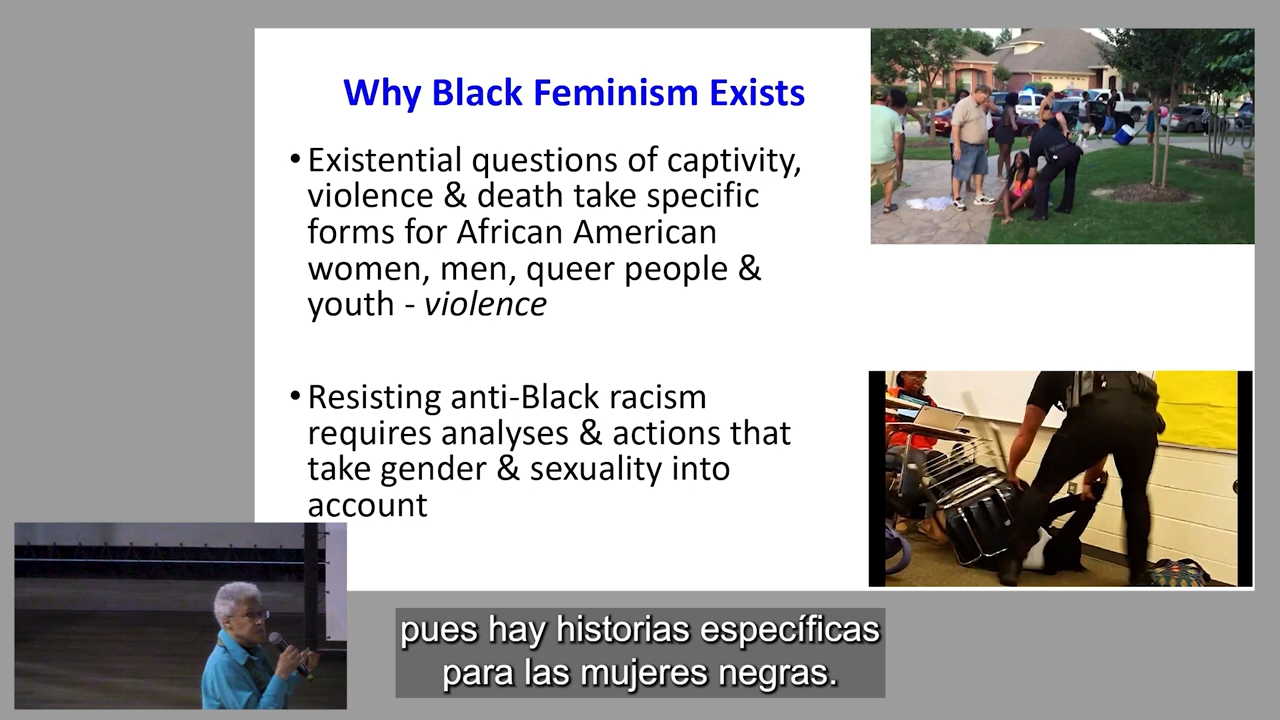 Why Black Feminism Exists
• Existential questions of captivity,
violence & death take specific
forms for African American
women, men, queer people &
youth - violence
• Resisting anti-Black racism
requires analyses & actions that
take gender & sexuality into
account
pues hay historias específicas
para las mujeres negras.